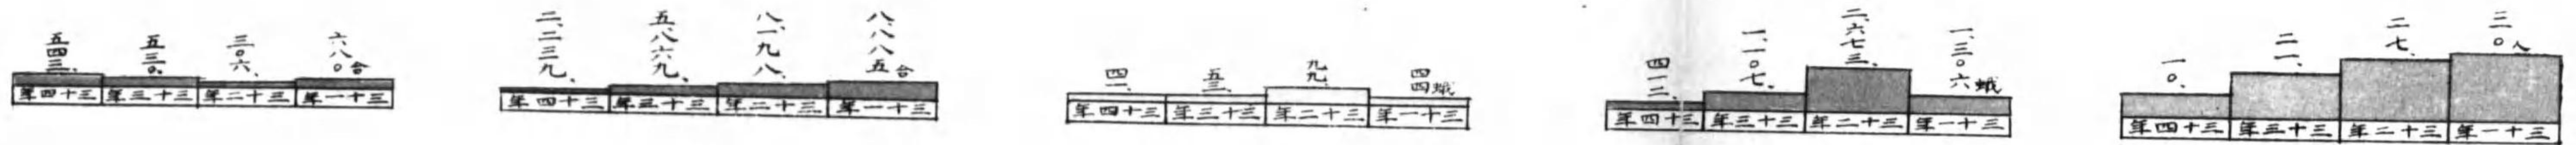 三〇人
二七、
二一、
一〇、
三十一年
三十二年
三十三年
三十四年
一、三〇六蛾
二、六七三、
一、一〇七、
四一二、
三十一年
三十二年
三十三年
三十四年
四四蛾
九九、
五三、
四一、
三十一年
三十二年
三十三年
三十四年
八、八八五台
八、一九八、
五、八六九、
二、二三九、
三十一年
三十二年
三十三年
三十四年
六八〇台
三〇六、
五三〇、
五四三、
三十一年
三十二年
三十三年
三十四年